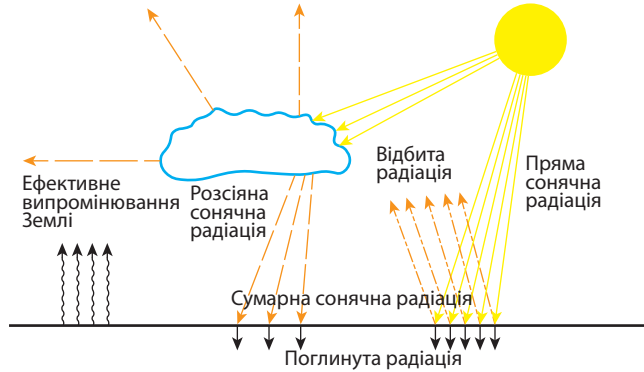 Ефективне
випромінювання
Землі
Розсіяна
сонячна
радіація
Відбита
радіація
Пряма
сонячна
радіація
Сумарна сонячна радіація
Поглинута радіація